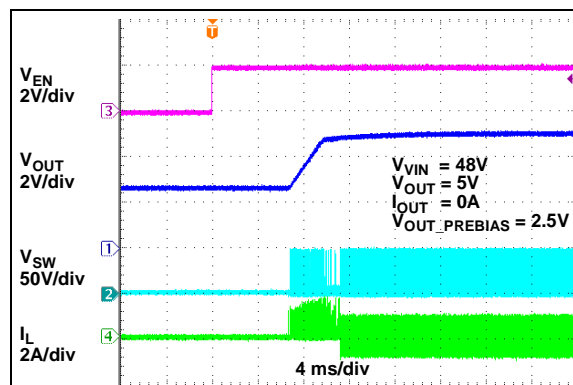 T
V_EN
2V/div
3
V_OUT
2V/div
V_VIN = 48V
V_OUT = 5V
I_OUT = 0A
V_OUT_PREBIAS = 2.5V
1
V_SW
50V/div
2
I_L
2A/div
4
4 ms/div